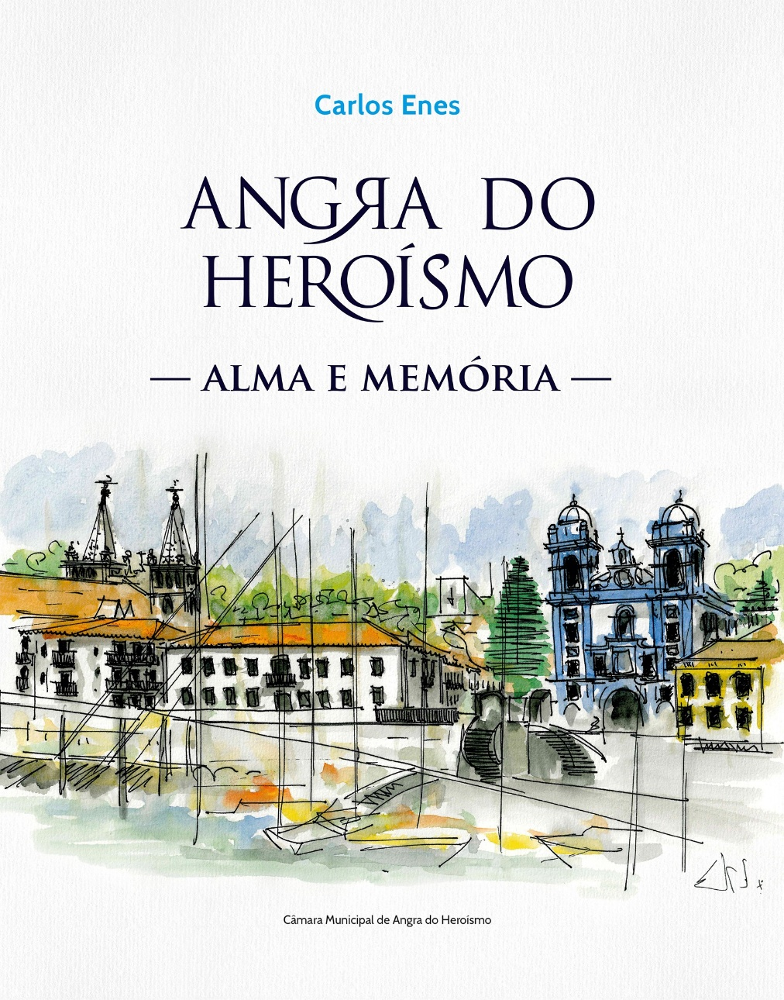 Carlos Enes
ANGRA DO
HEROÍSMO
— ALMA E MEMÓRIA —
Câmara Municipal de Angra do Heroísmo